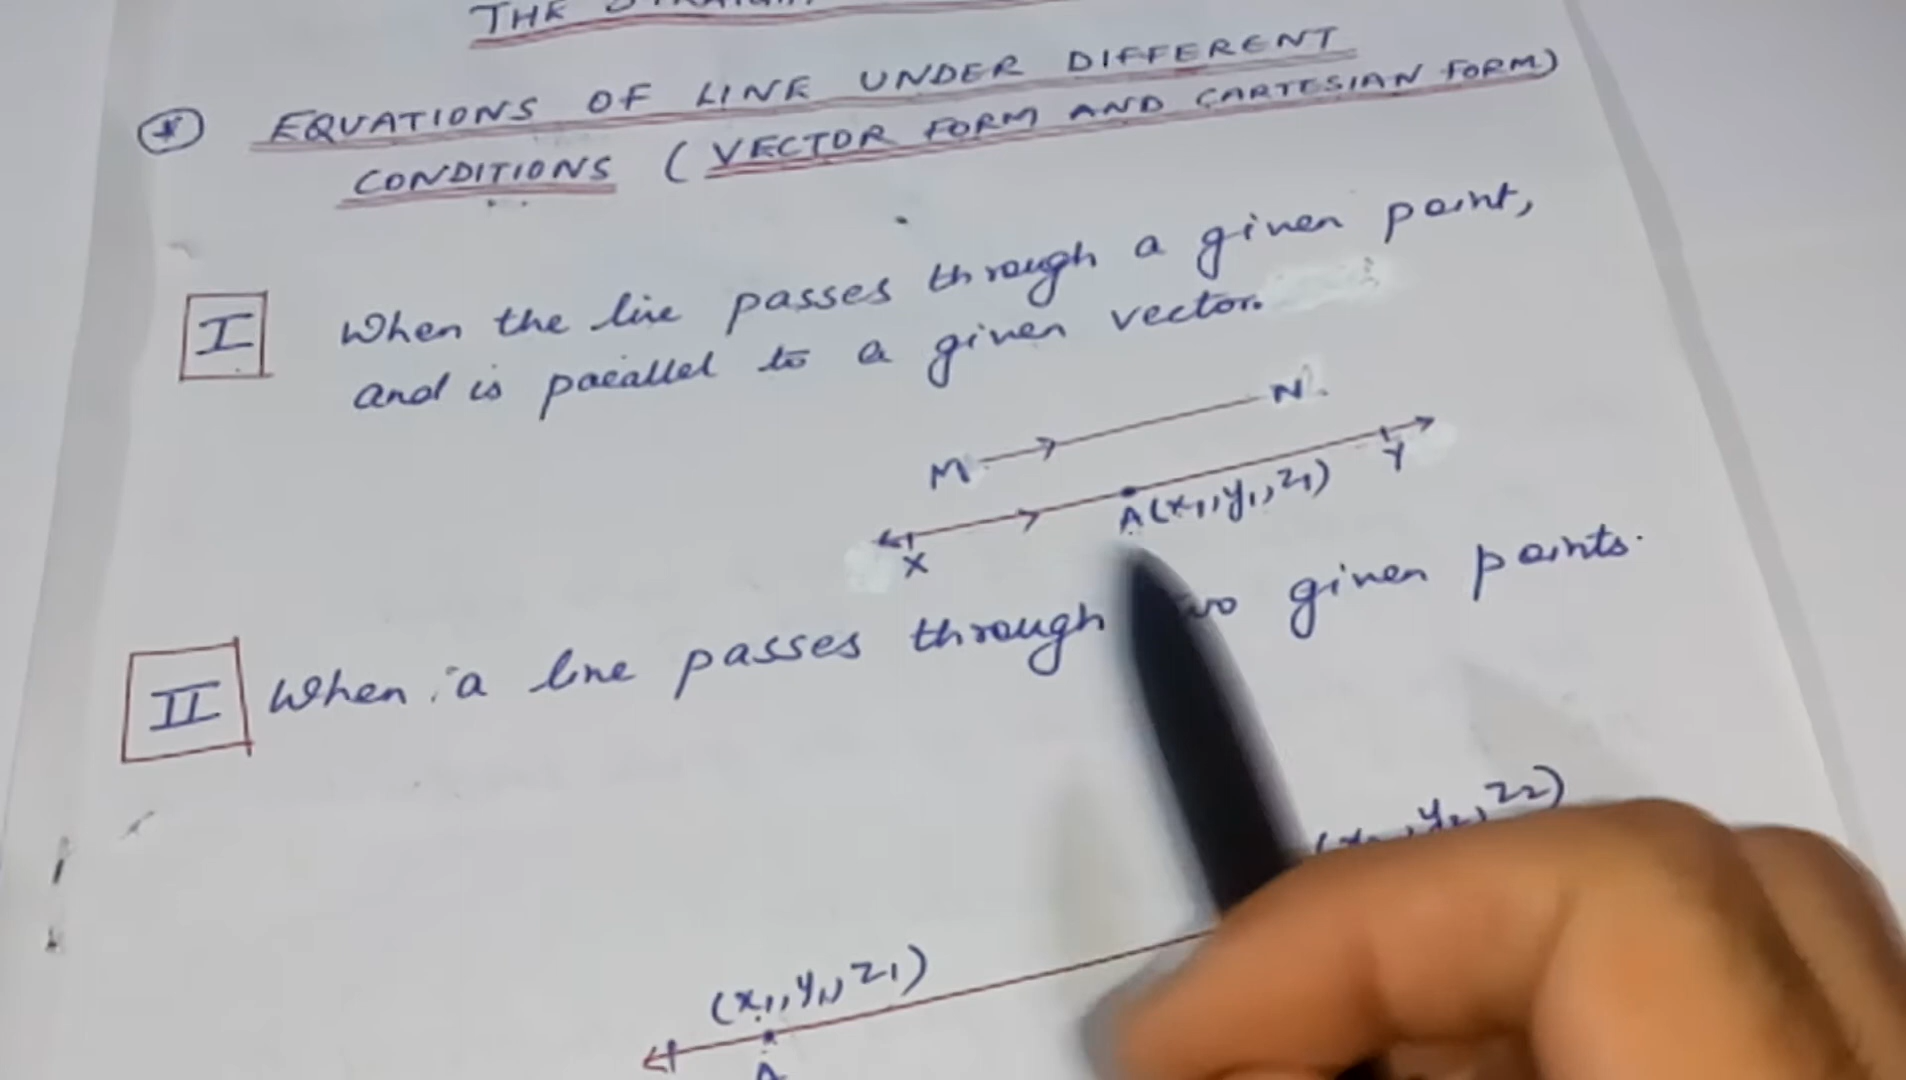 THE
EQUATIONS OF LINE UNDER DIFFERENT
CONDITIONS (VECTOR FORM AND CARTESIAN FORM)
I When the line passes through a given point,
and is parallel to a given vector.
M N
X A(x₁, y₁, z₁) Y
II When a line passes through given points.
, y₂, z₂)
(x₁, y₁, z₁)
A